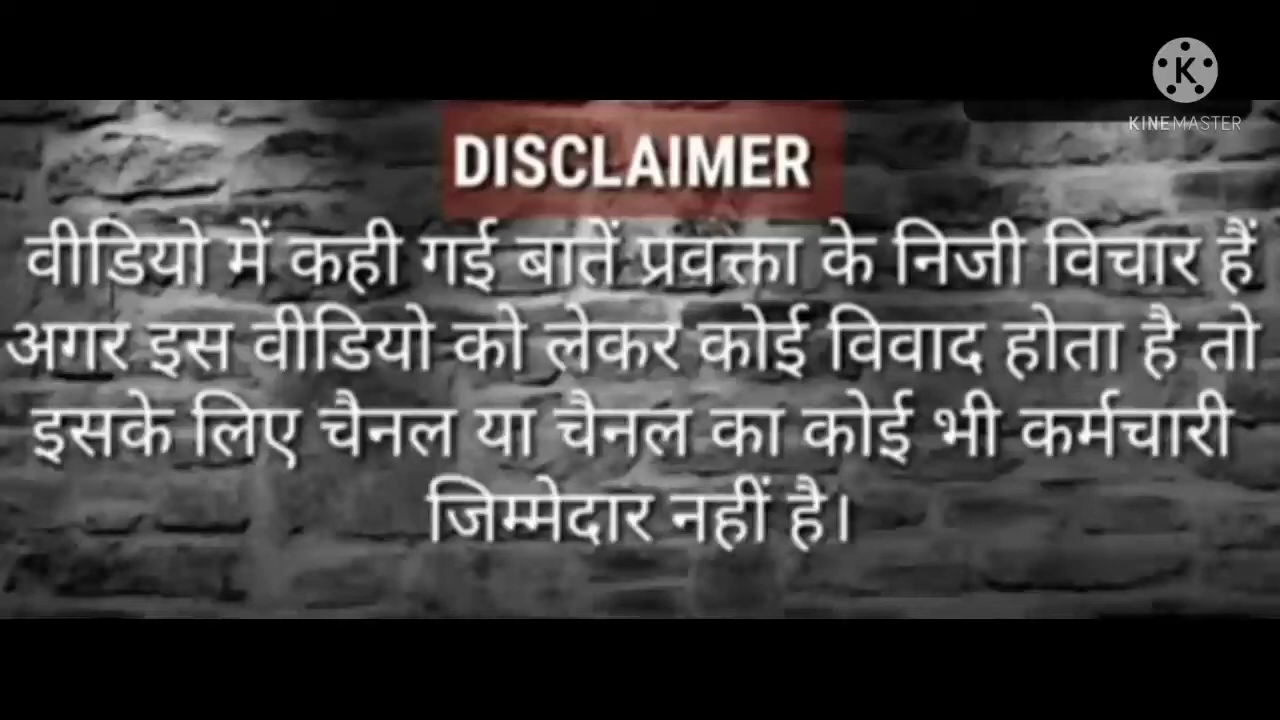 KINEMASTER
DISCLAIMER
वीडियो में कही गई बातें प्रवक्ता के निजी विचार हैं
अगर इस वीडियो को लेकर कोई विवाद होता है तो
इसके लिए चैनल या चैनल का कोई भी कर्मचारी
जिम्मेदार नहीं है।